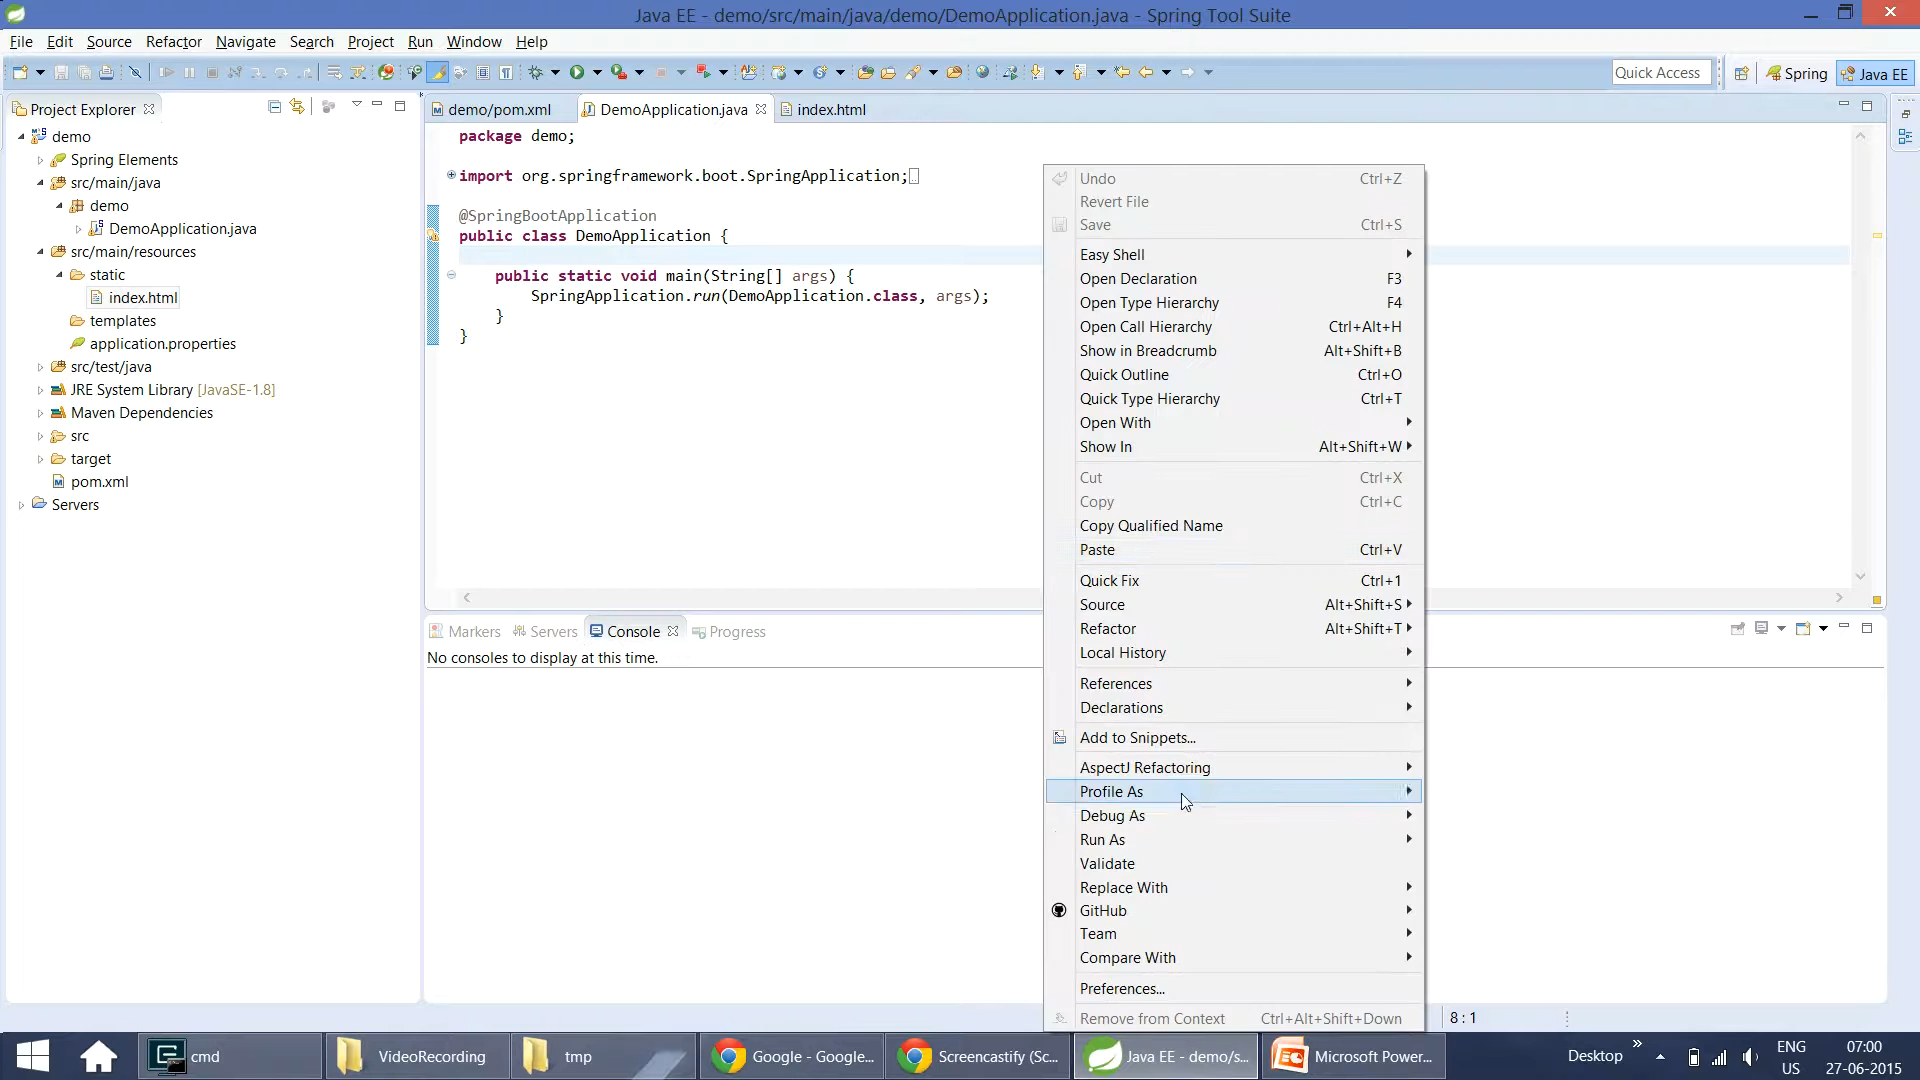 Java EE - demo/src/main/java/demo/DemoApplication.java - Spring Tool Suite
File Edit Source Refactor Navigate Search Project Run Window Help
Quick Access
Spring
Java EE
Project Explorer
demo
Spring Elements
src/main/java
demo
DemoApplication.java
src/main/resources
static
index.html
templates
application.properties
src/test/java
JRE System Library [JavaSE-1.8]
Maven Dependencies
src
target
pom.xml
Servers
demo/pom.xml
DemoApplication.java
index.html
package demo;
import org.springframework.boot.SpringApplication;
@SpringBootApplication
public class DemoApplication {
public static void main(String[] args) {
SpringApplication.run(DemoApplication.class, args);
}
}
Undo Ctrl+Z
Revert File
Save Ctrl+S
Easy Shell
Open Declaration F3
Open Type Hierarchy F4
Open Call Hierarchy Ctrl+Alt+H
Show in Breadcrumb Alt+Shift+B
Quick Outline Ctrl+O
Quick Type Hierarchy Ctrl+T
Open With
Show In Alt+Shift+W
Cut Ctrl+X
Copy Ctrl+C
Copy Qualified Name
Paste Ctrl+V
Quick Fix Ctrl+1
Source Alt+Shift+S
Refactor Alt+Shift+T
Local History
References
Declarations
Add to Snippets...
AspectJ Refactoring
Profile As
Debug As
Run As
Validate
Replace With
GitHub
Team
Compare With
Preferences...
Remove from Context Ctrl+Alt+Shift+Down
Markers
Servers
Console
Progress
No consoles to display at this time.
8 : 1
cmd
VideoRecording
tmp
Google - Google...
Screencastify (Sc...
Java EE - demo/s...
Microsoft Power...
Desktop
ENG
US
07:00
27-06-2015